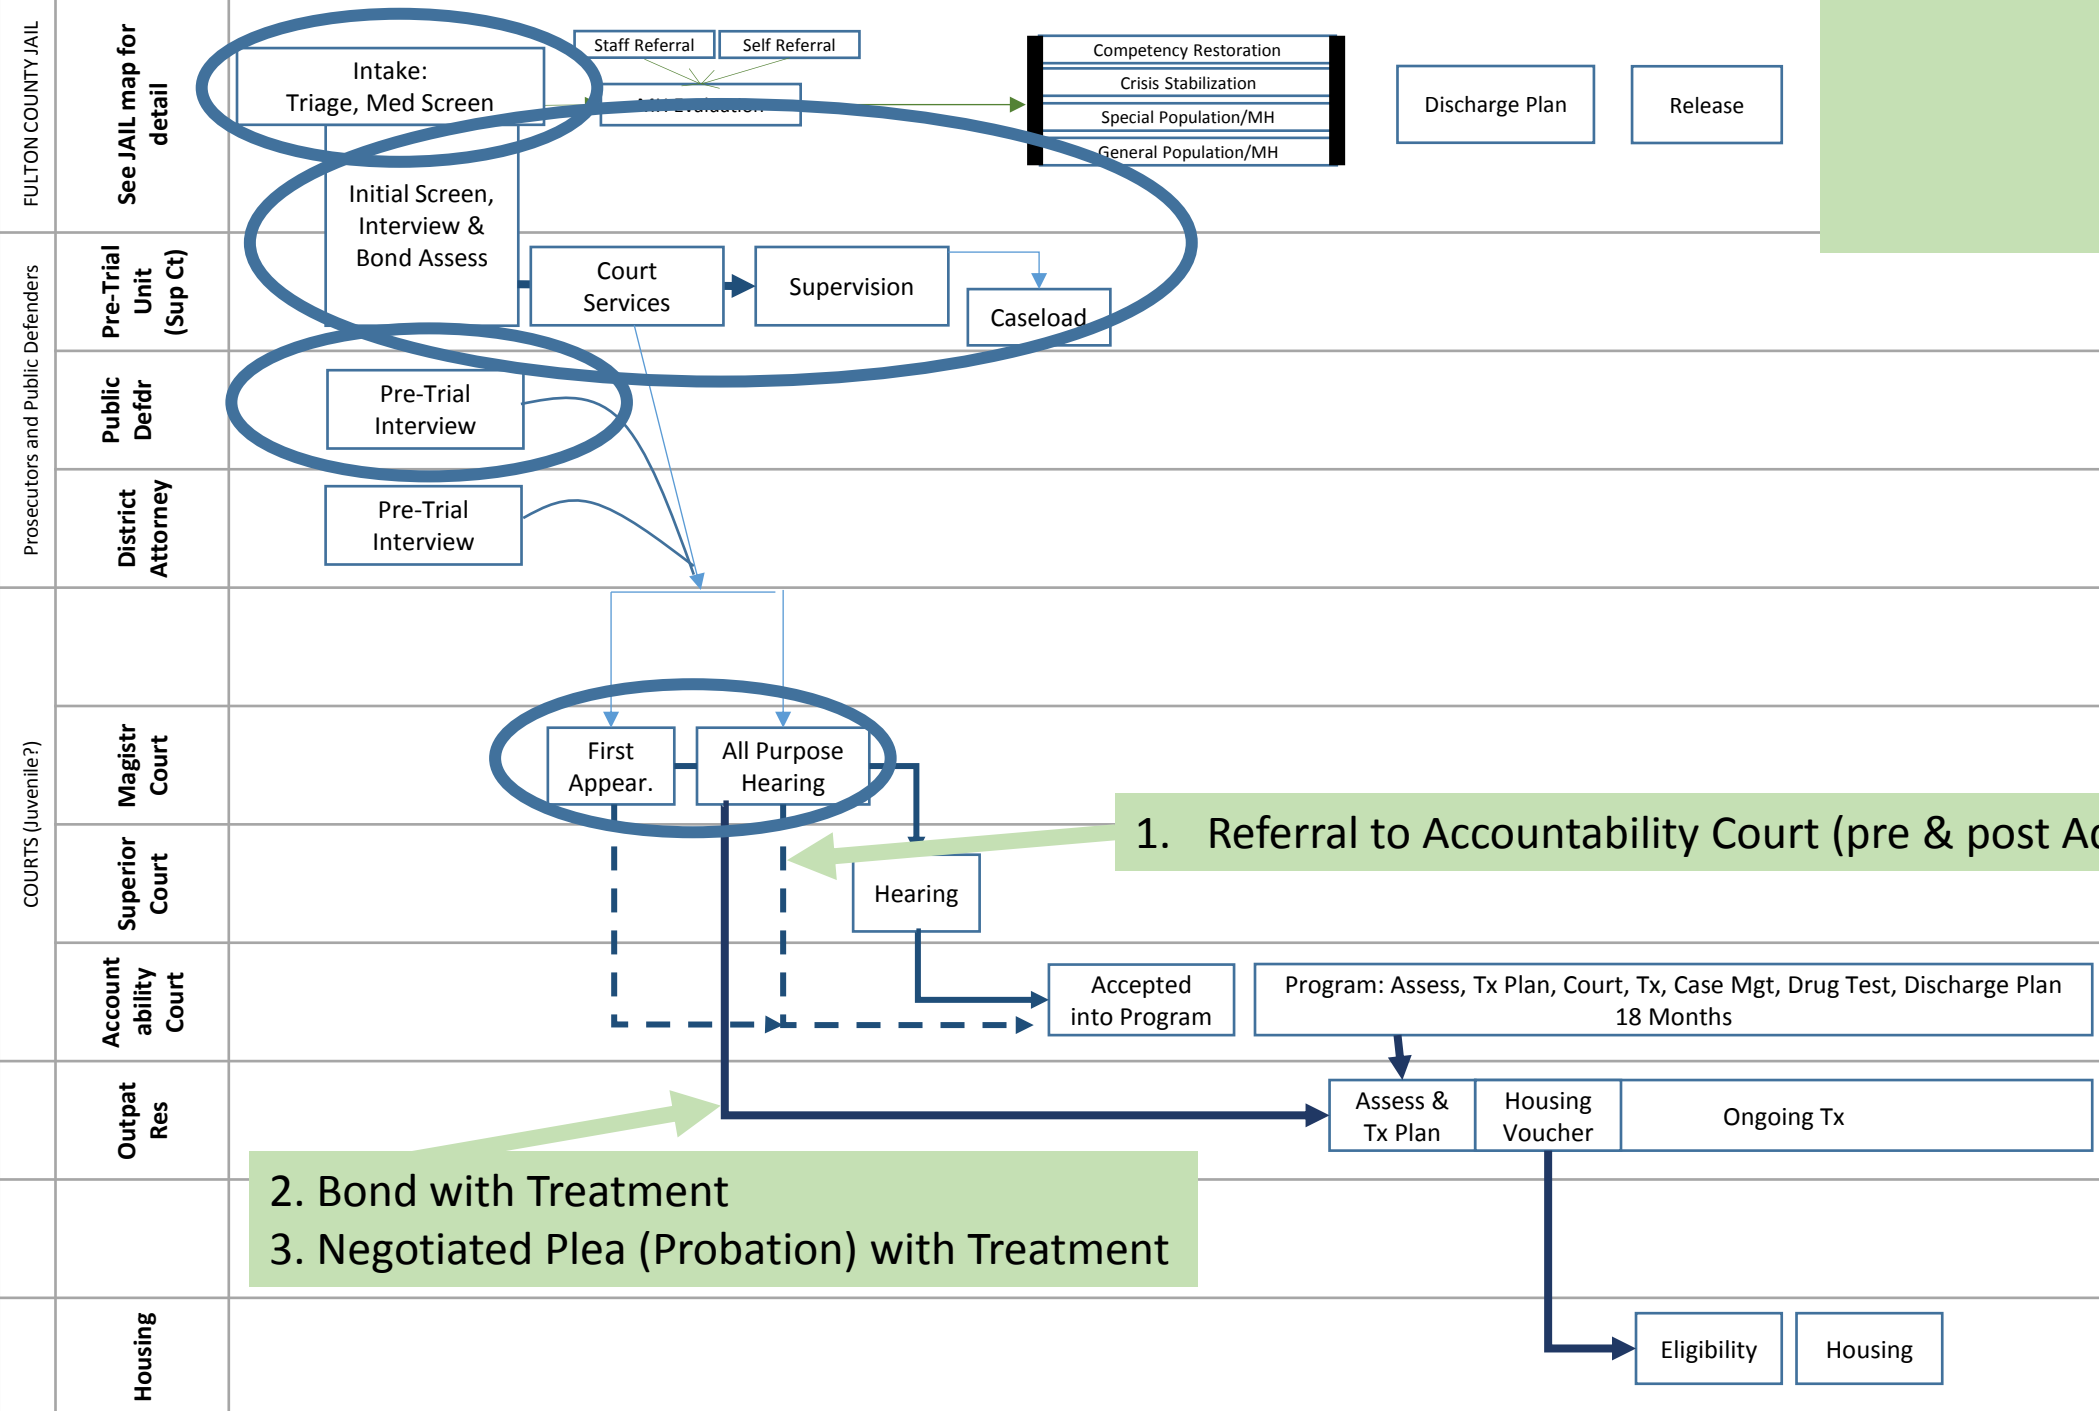 FULTON COUNTY JAIL
See JAIL map for
detail
Intake:
Triage, Med Screen
Staff Referral
Self Referral
MH Evaluation
Competency Restoration
Crisis Stabilization
Special Population/MH
General Population/MH
Discharge Plan
Release
Initial Screen,
Interview &
Bond Assess
Prosecutors and Public Defenders
Pre-Trial
Unit
(Sup Ct)
Court
Services
Supervision
Caseload
Public
Defdr
Pre-Trial
Interview
District
Attorney
Pre-Trial
Interview
COURTS (Juvenile?)
Magistr
Court
First
Appear.
All Purpose
Hearing
1. Referral to Accountability Court (pre & post
Superior
Court
Hearing
Account
ability
Court
Accepted
into Program
Program: Assess, Tx Plan, Court, Tx, Case Mgt, Drug Test, Discharge Plan
18 Months
Outpat
Res
Assess &
Tx Plan
Housing
Voucher
Ongoing Tx
2. Bond with Treatment
3. Negotiated Plea (Probation) with Treatment
Housing
Eligibility
Housing